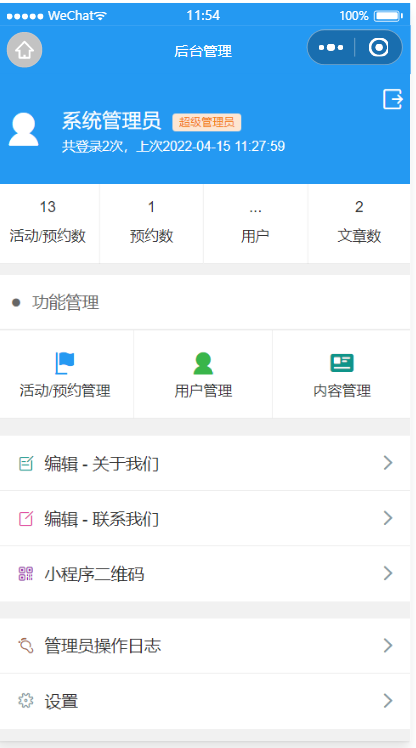 ●●●●● WeChat 11:54 100%
后台管理
系统管理员 超级管理员
共登录2次，上次2022-04-15 11:27:59
13 1 ... 2
活动/预约数 预约数 用户 文章数
功能管理
活动/预约管理 用户管理 内容管理
编辑 - 关于我们
编辑 - 联系我们
小程序二维码
管理员操作日志
设置